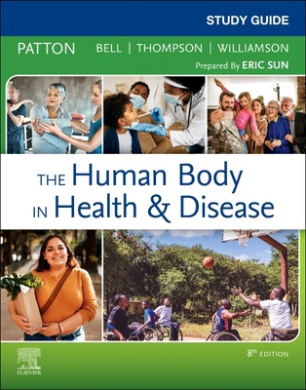 STUDY GUIDE
PATTON BELL | THOMPSON | WILLIAMSON
Prepared By ERIC SUN
THE Human Body
IN Health & Disease
ELSEVIER
8TH EDITION